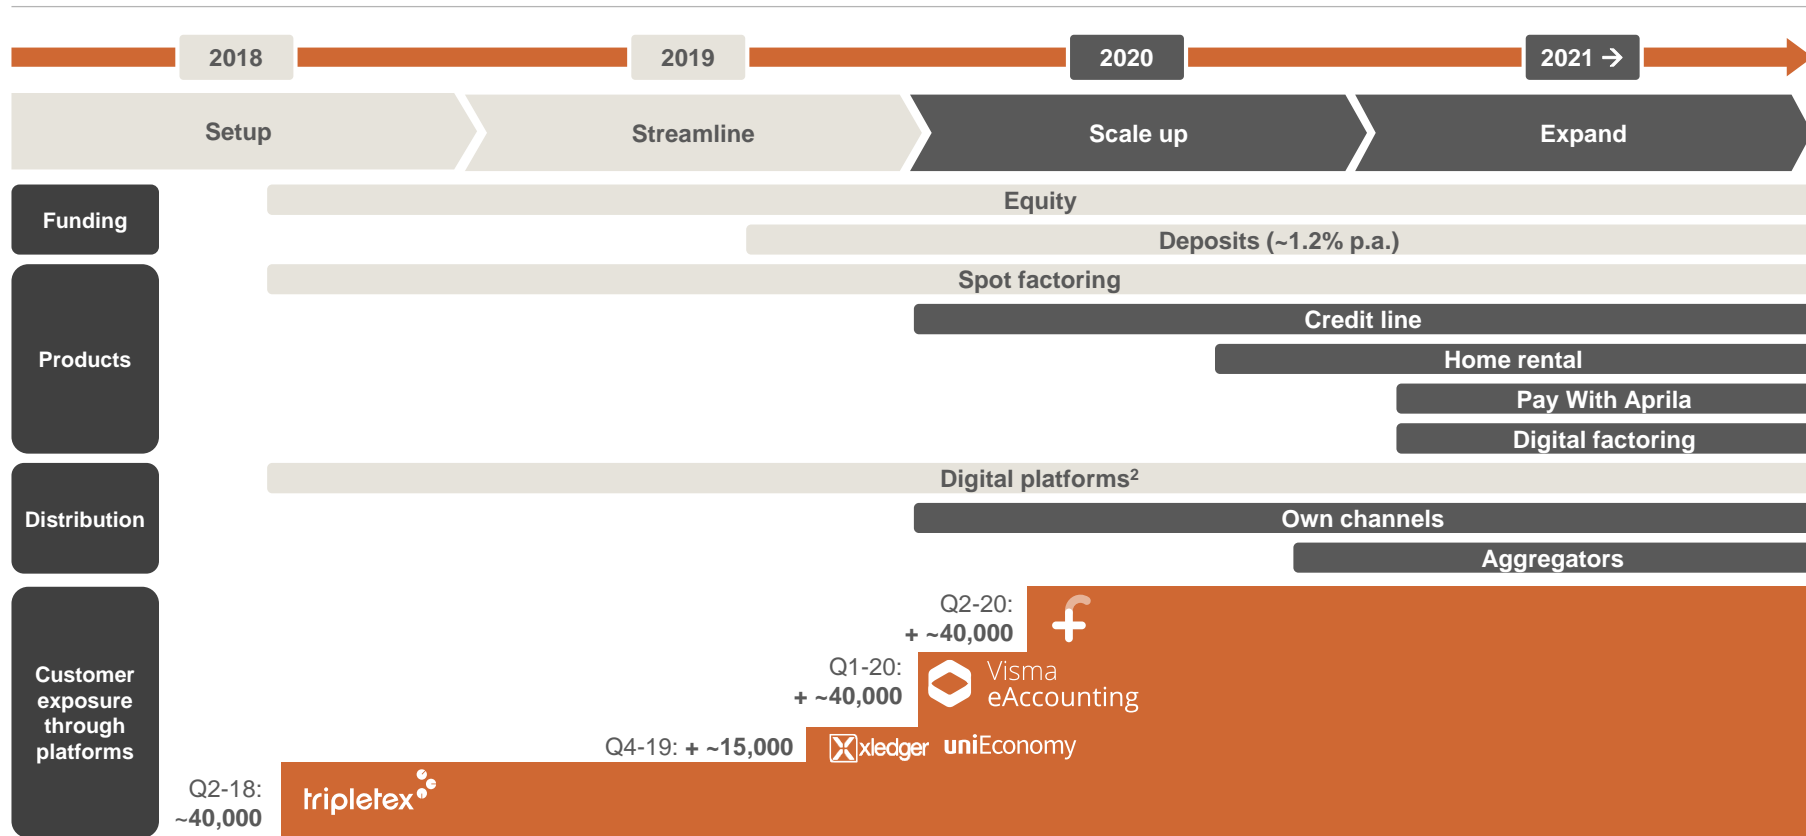 2018
2019
2020
2021 →
Setup
Streamline
Scale up
Expand
Funding
Equity
Deposits (~1.2% p.a.)
Products
Spot factoring
Credit line
Home rental
Pay With Aprila
Digital factoring
Distribution
Digital platforms²
Own channels
Aggregators
Customer
exposure
through
platforms
Q2-20:
+ ~40,000
Q1-20:
+ ~40,000
Visma
eAccounting
Q4-19: + ~15,000
xledger
uniEconomy
Q2-18:
~40,000
tripletex